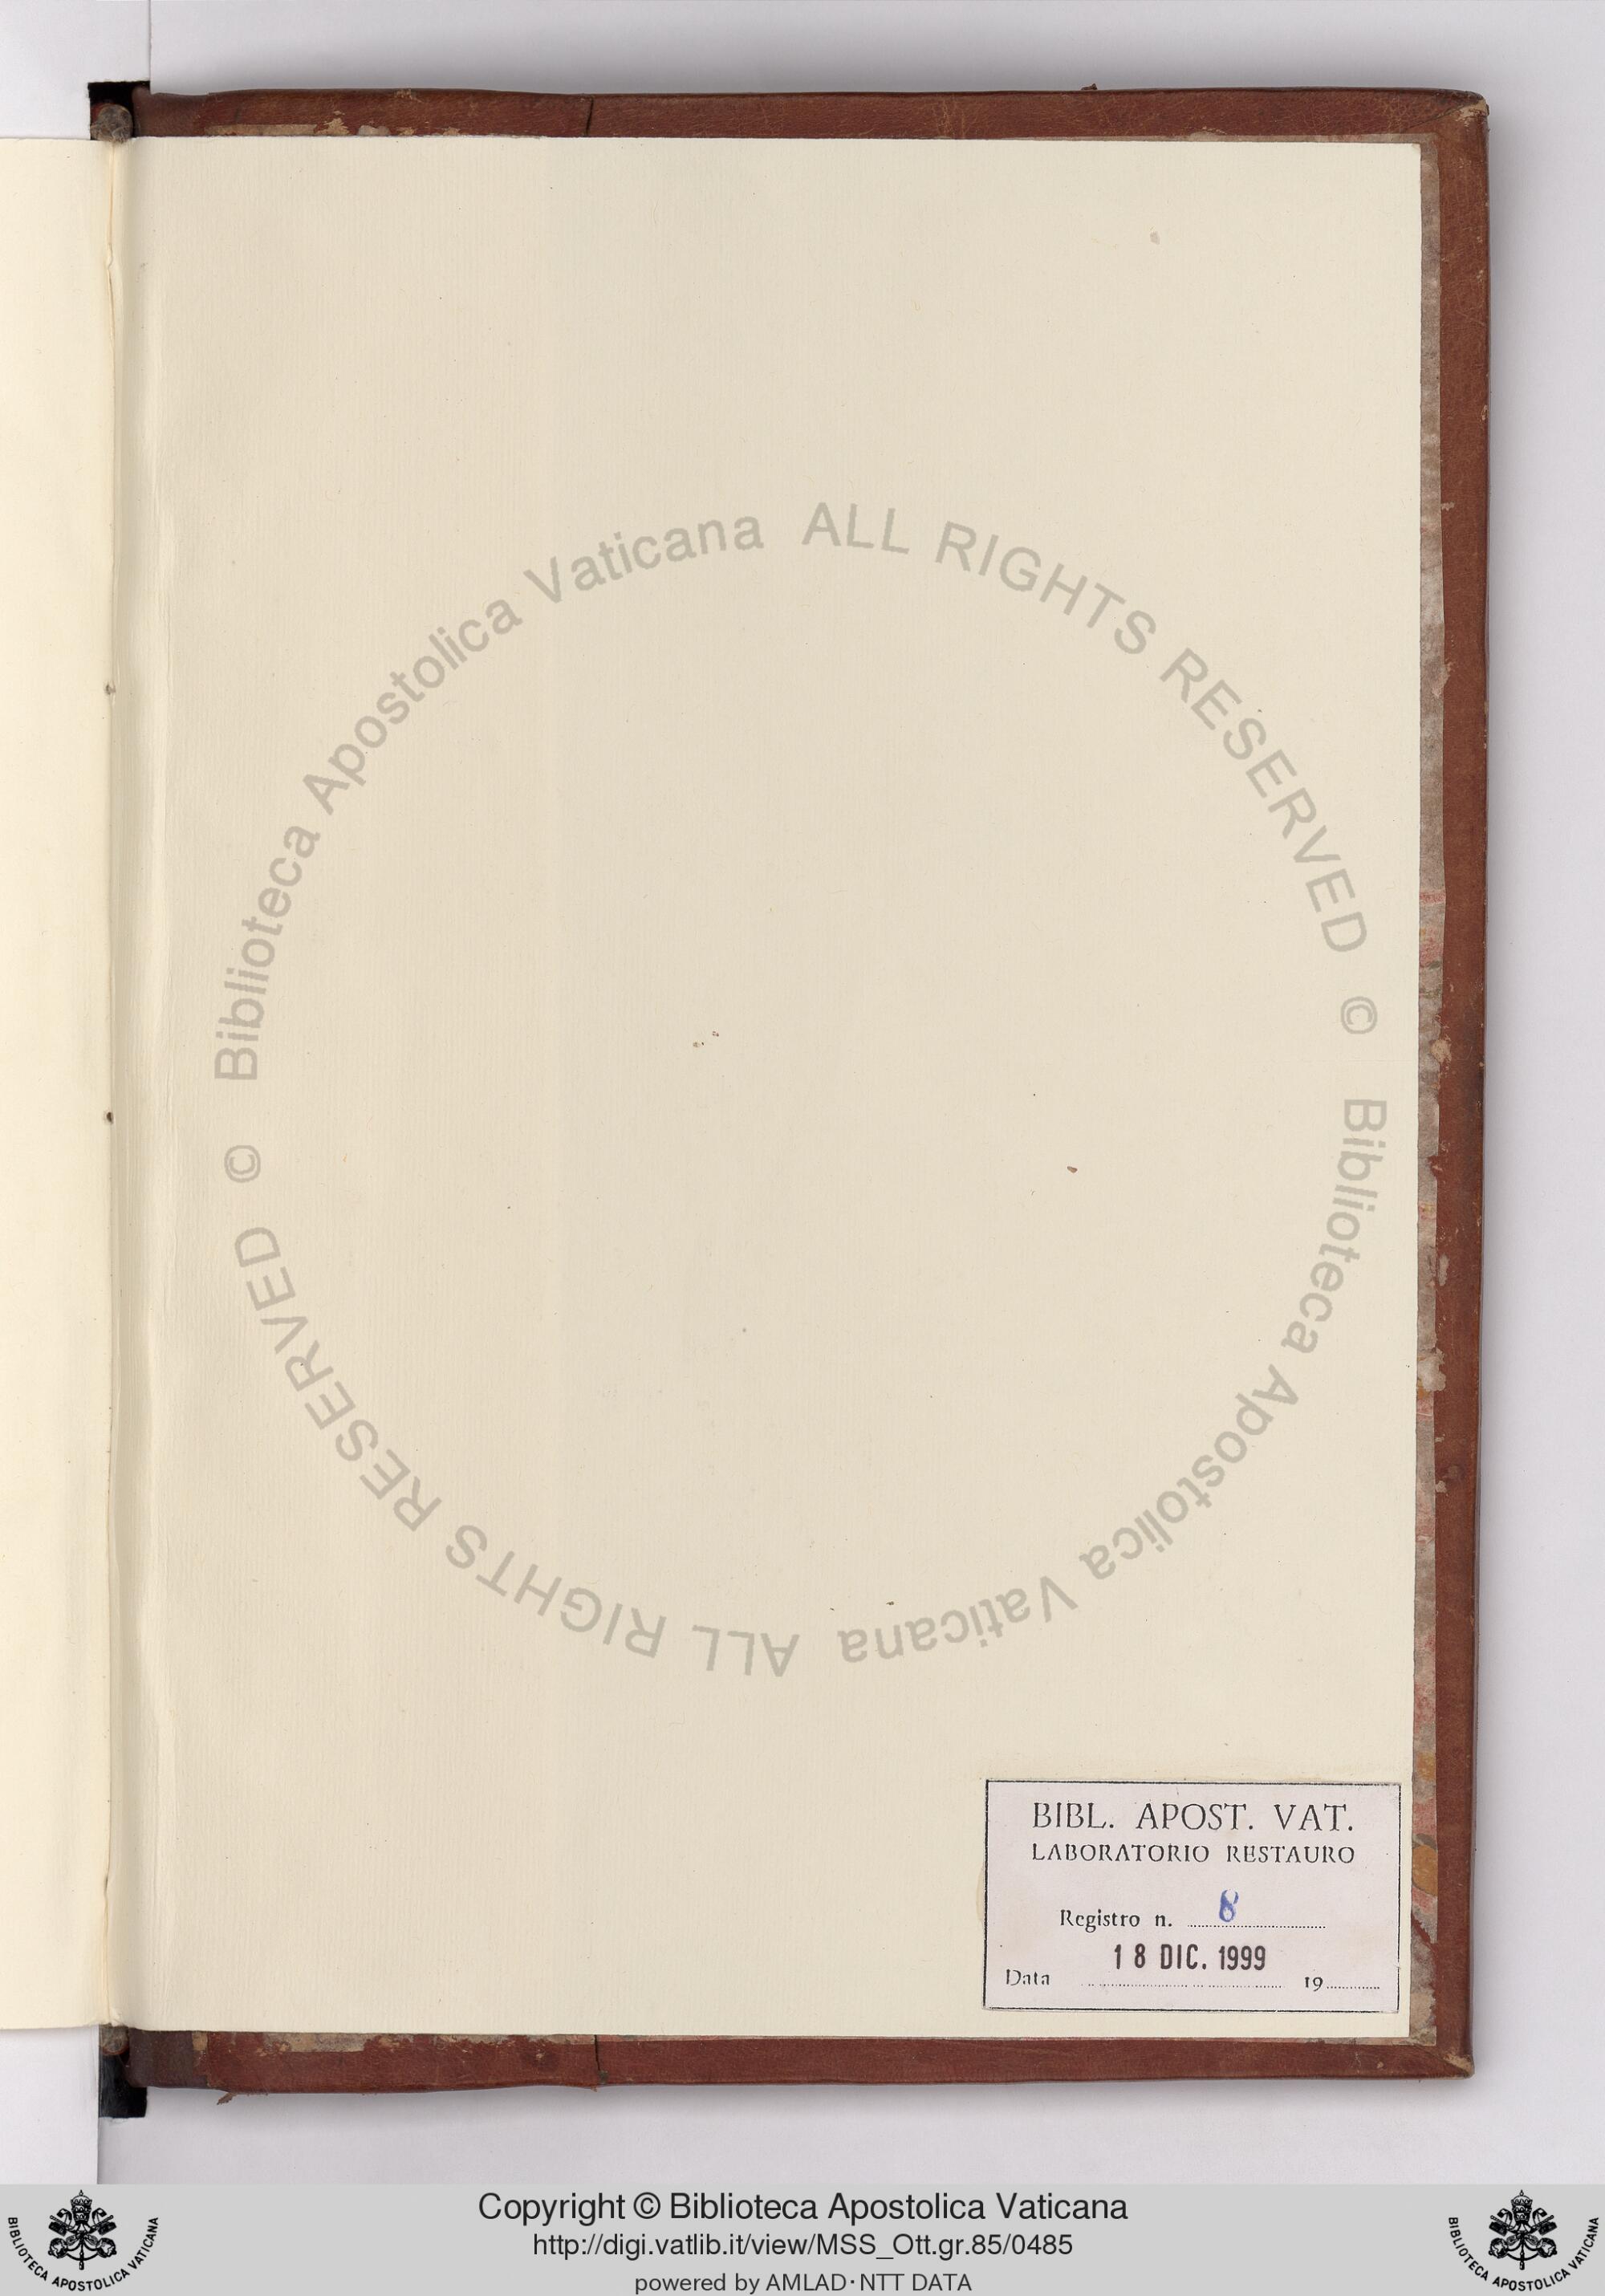 © Biblioteca Apostolica Vaticana ALL RIGHTS RESERVED © Biblioteca Apostolica Vaticana ALL RIGHTS RESERVED
BIBL. APOST. VAT.
LABORATORIO RESTAURO
Registro n. 8
18 DIC. 1999
Data 19
Copyright © Biblioteca Apostolica Vaticana
http://digi.vatlib.it/view/MSS_Ott.gr.85/0485
powered by AMLAD·NTT DATA
BIBLIOTECA APOSTOLICA VATICANA
BIBLIOTECA APOSTOLICA VATICANA